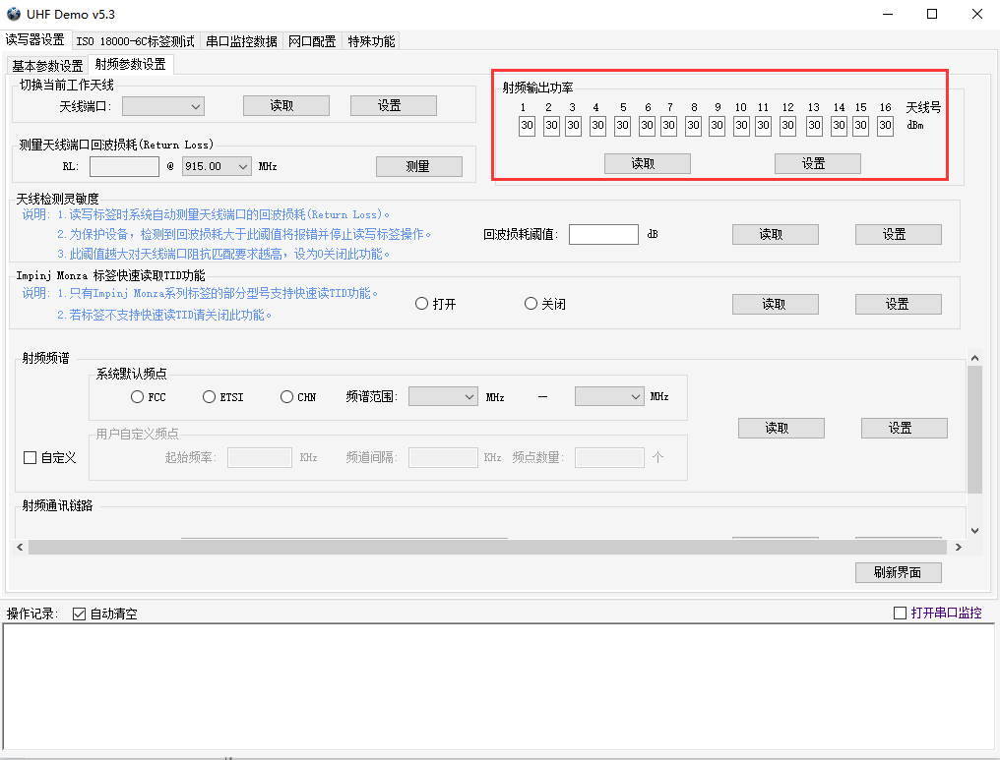 UHF Demo v5.3
读写器设置 ISO 18000-6C标签测试 串口监控数据 网口配置 特殊功能
基本参数设置 射频参数设置
切换当前工作天线
天线端口: 读取 设置
射频输出功率
1 2 3 4 5 6 7 8 9 10 11 12 13 14 15 16 天线号
30 30 30 30 30 30 30 30 30 30 30 30 30 30 30 30 dBm
读取 设置
测量天线端口回波损耗(Return Loss)
RL: @ 915.00 MHz 测量
天线检测灵敏度
说明: 1.读写标签时系统自动测量天线端口的回波损耗(Return Loss)。
2.为保护设备，检测到回波损耗大于此阈值将报错并停止读写标签操作。
3.此阈值越大对天线端口阻抗匹配要求越高，设为0关闭此功能。
回波损耗阈值: dB 读取 设置
Impinj Monza 标签快速读取TID功能
说明: 1.只有Impinj Monza系列标签的部分型号支持快速读TID功能。
2.若标签不支持快速读TID请关闭此功能。
打开 关闭 读取 设置
射频频谱
系统默认频点
FCC ETSI CHN 频谱范围: MHz — MHz
读取 设置
用户自定义频点
自定义 起始频率: KHz 频道间隔: KHz 频点数量: 个
射频通讯链路
刷新界面
操作记录: 自动清空 打开串口监控